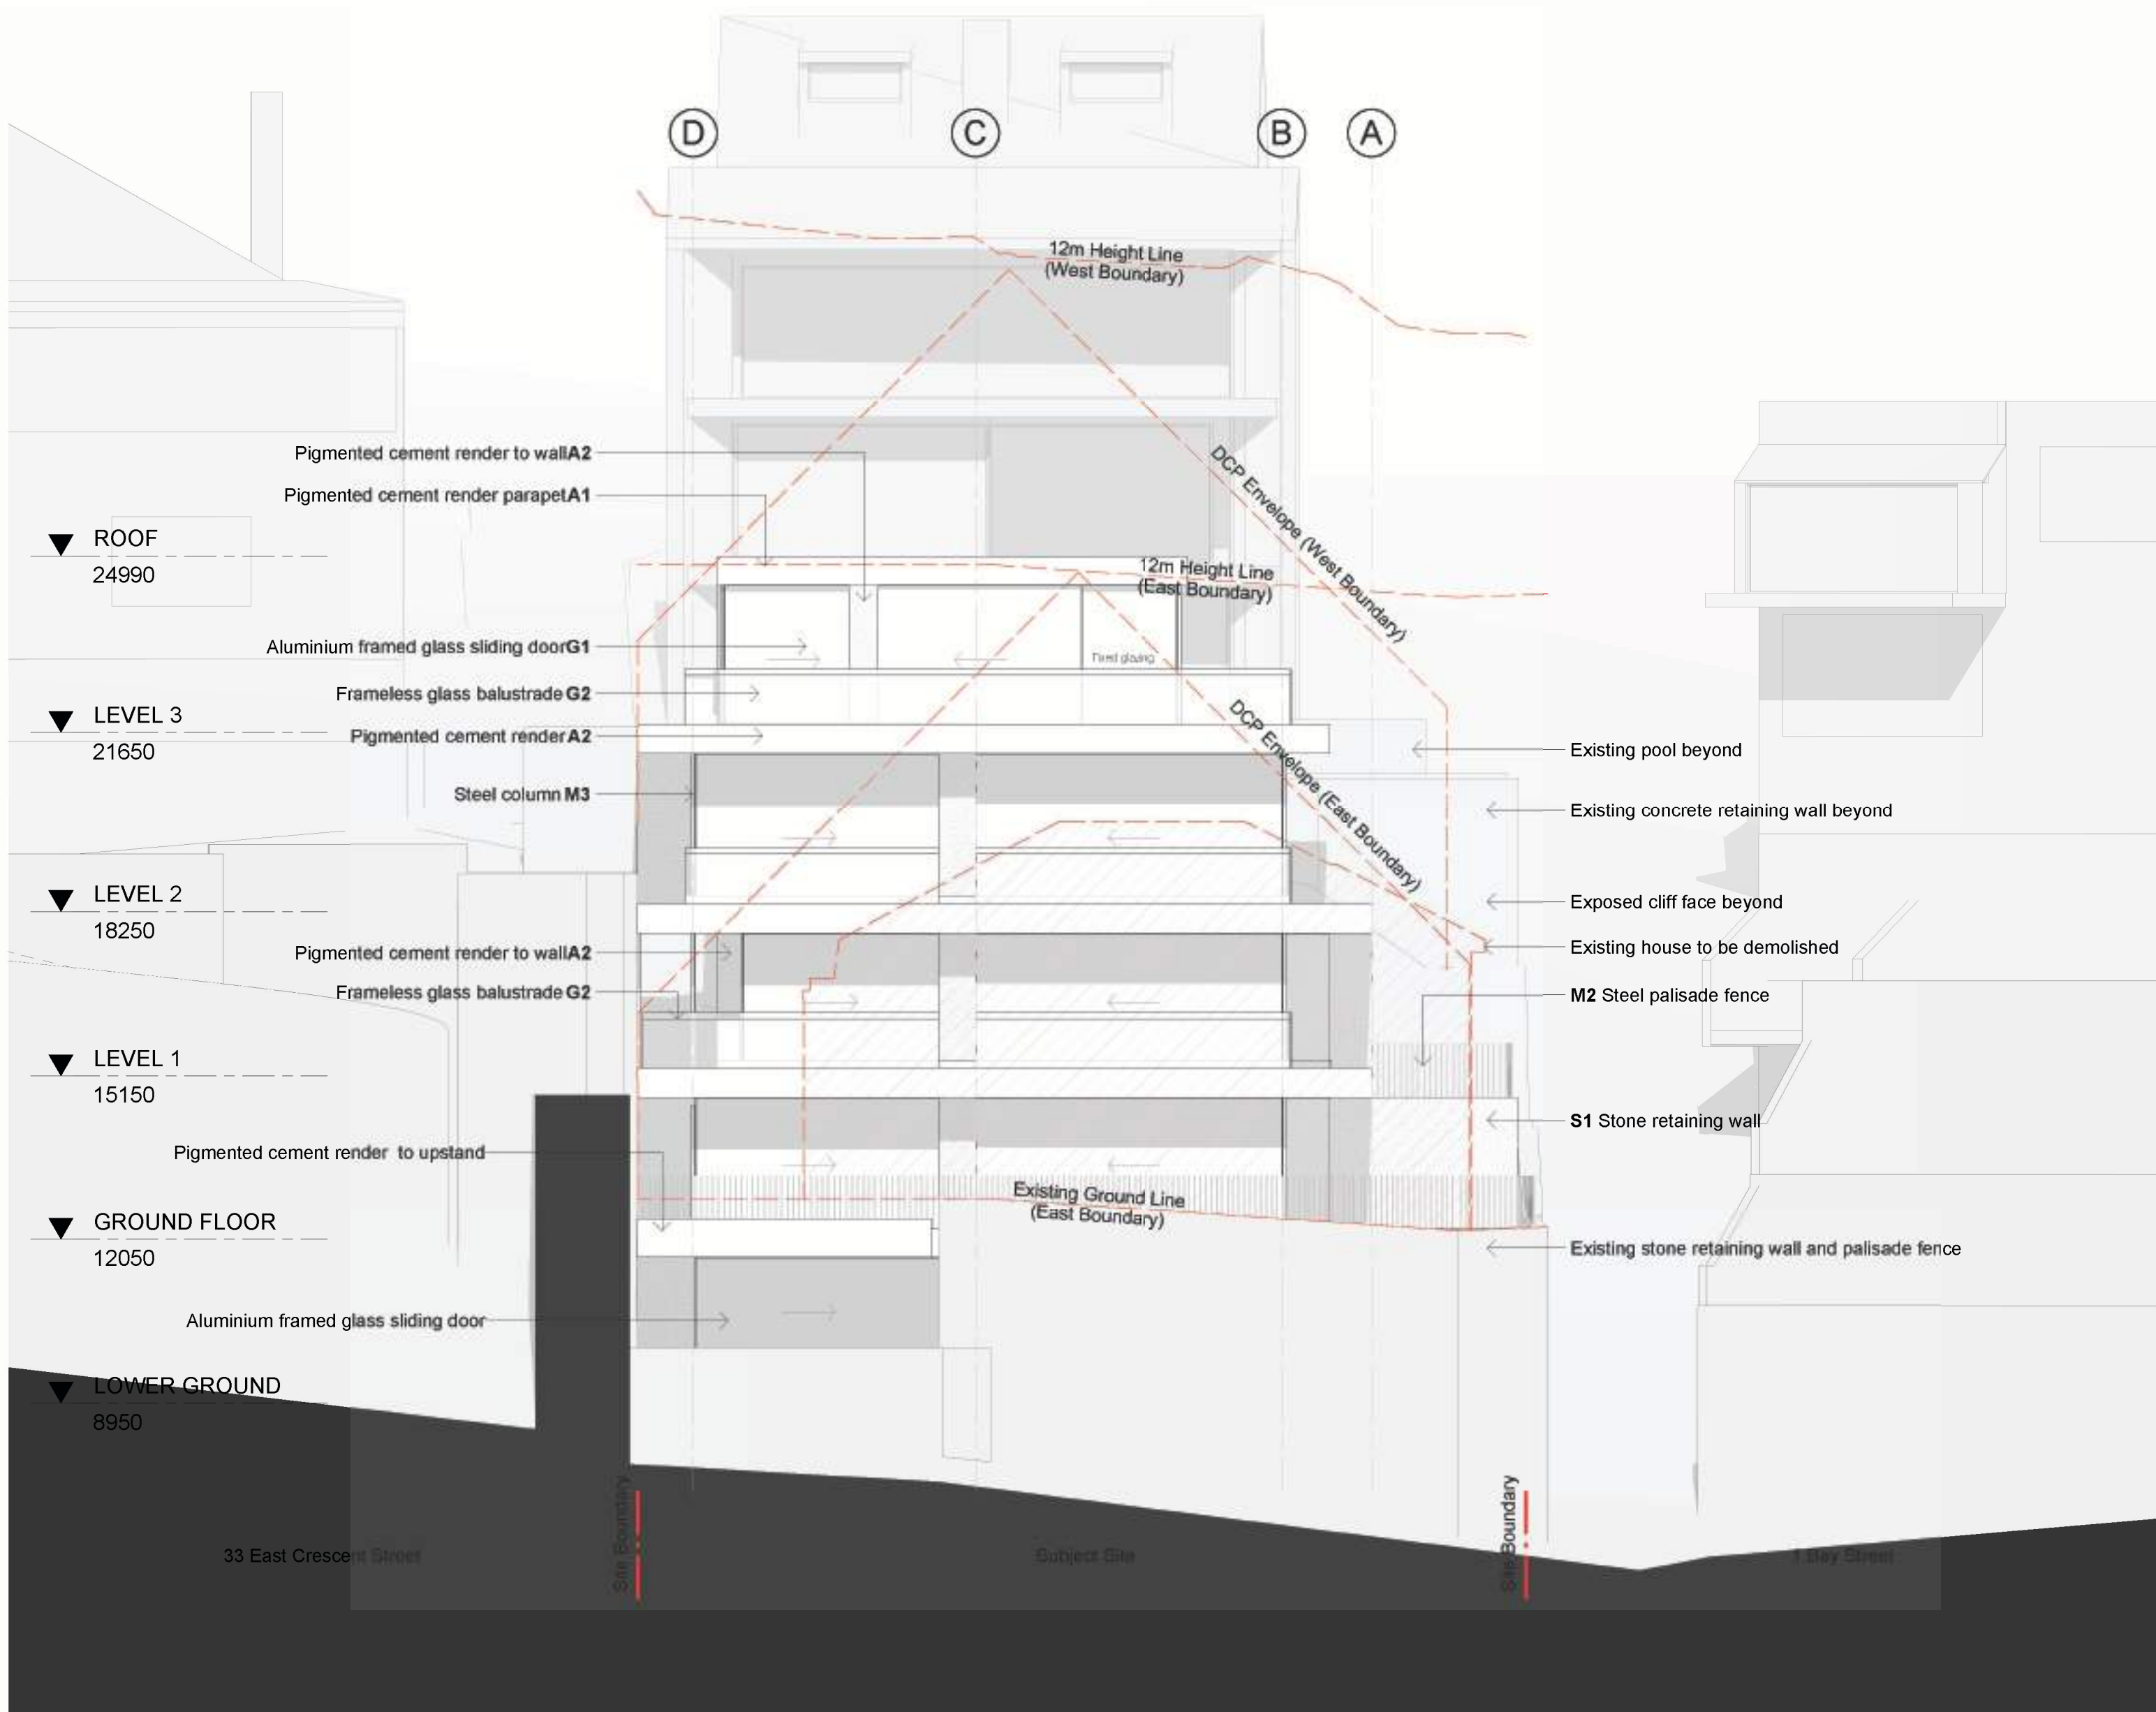 D
C
B
A
12m Height Line
(West Boundary)
Pigmented cement render to wallA2
Pigmented cement render parapetA1
DCP Envelope (West Boundary)
ROOF
24990
12m Height Line
(East Boundary)
Aluminium framed glass sliding doorG1
Fixed glazing
Frameless glass balustrade G2
LEVEL 3
21650
Pigmented cement render A2
DCP Envelope (East Boundary)
Existing pool beyond
Steel column M3
Existing concrete retaining wall beyond
LEVEL 2
18250
Exposed cliff face beyond
Pigmented cement render to wallA2
Existing house to be demolished
Frameless glass balustrade G2
M2 Steel palisade fence
LEVEL 1
15150
S1 Stone retaining wall
Pigmented cement render to upstand
Existing Ground Line
(East Boundary)
GROUND FLOOR
12050
Existing stone retaining wall and palisade fence
Aluminium framed glass sliding door
LOWER GROUND
8950
Site Boundary
Site Boundary
33 East Crescent Street
Subject Site
1 Bay Street